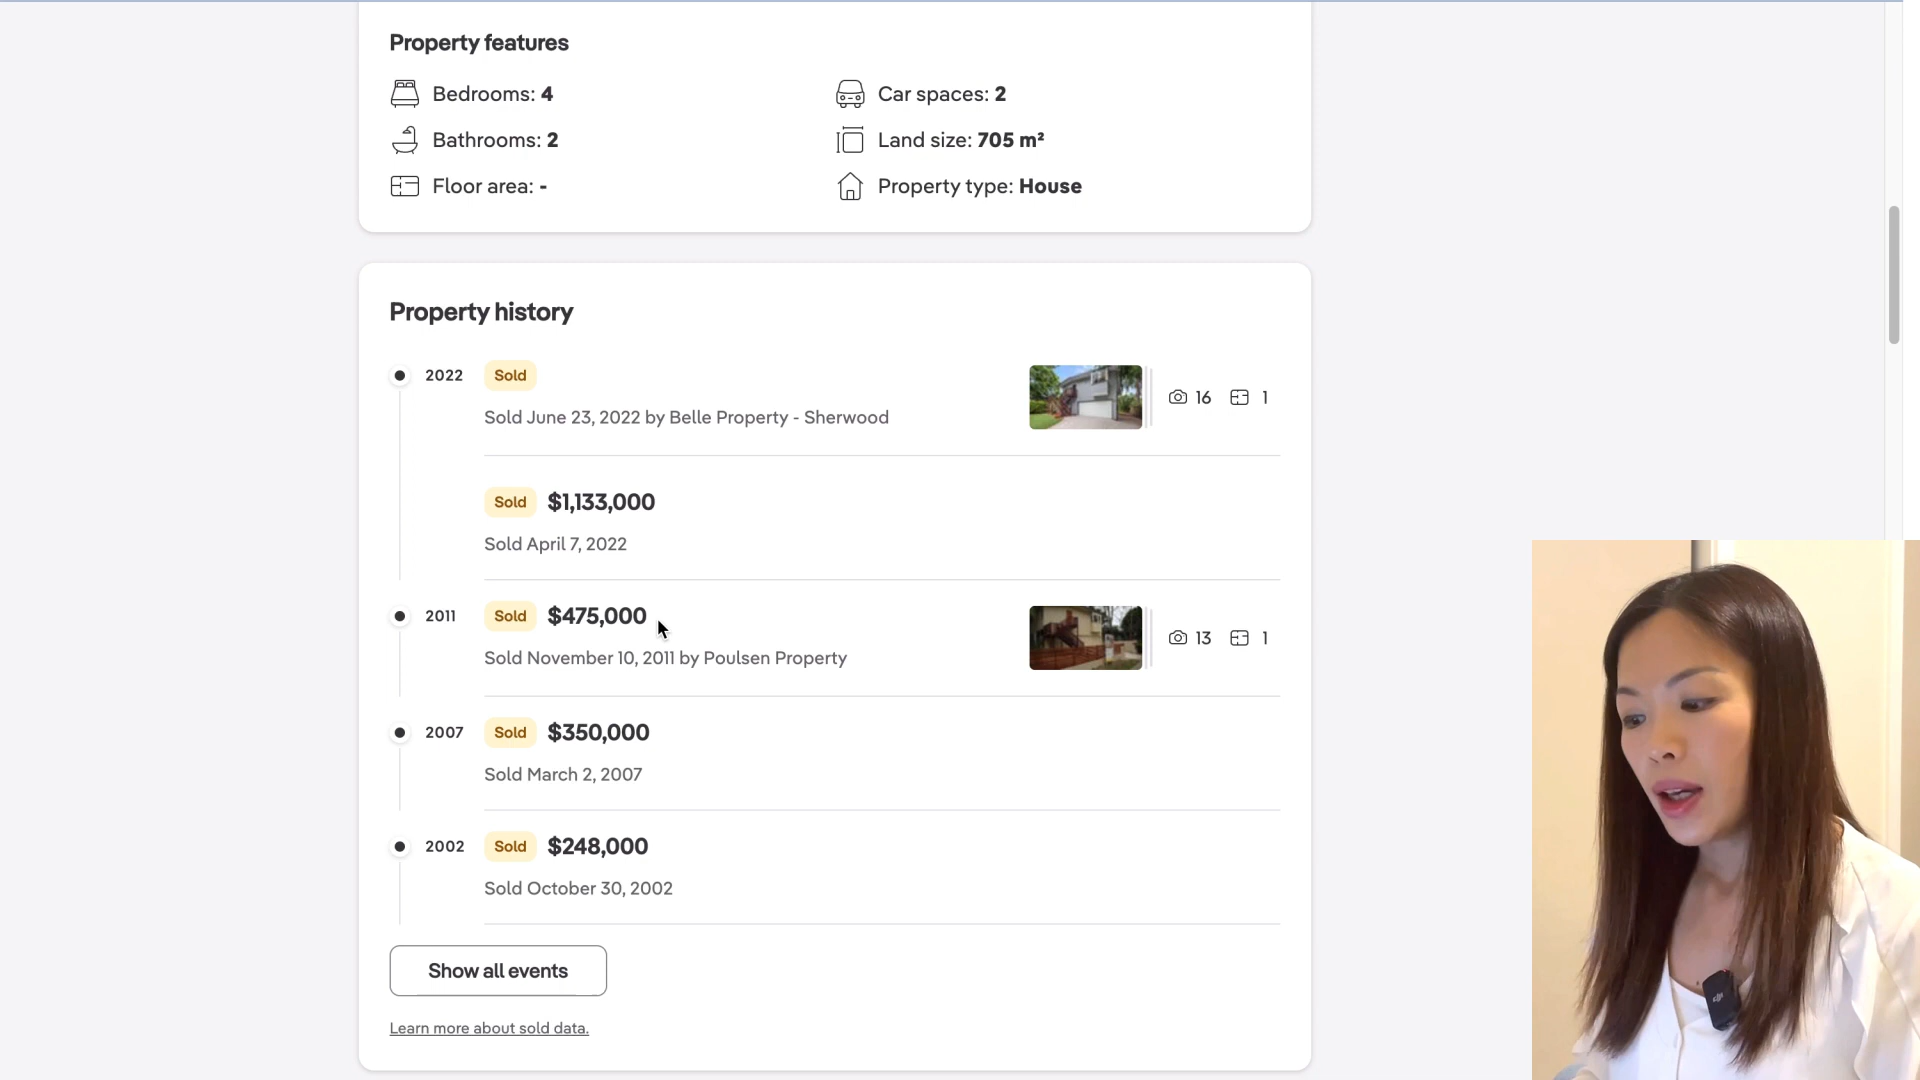 Property features
Bedrooms: 4
Car spaces: 2
Bathrooms: 2
Land size: 705 m²
Floor area: -
Property type: House
Property history
2022 Sold
Sold June 23, 2022 by Belle Property - Sherwood
16 1
Sold $1,133,000
Sold April 7, 2022
2011 Sold $475,000
Sold November 10, 2011 by Poulsen Property
13 1
2007 Sold $350,000
Sold March 2, 2007
2002 Sold $248,000
Sold October 30, 2002
Show all events
Learn more about sold data.
dji